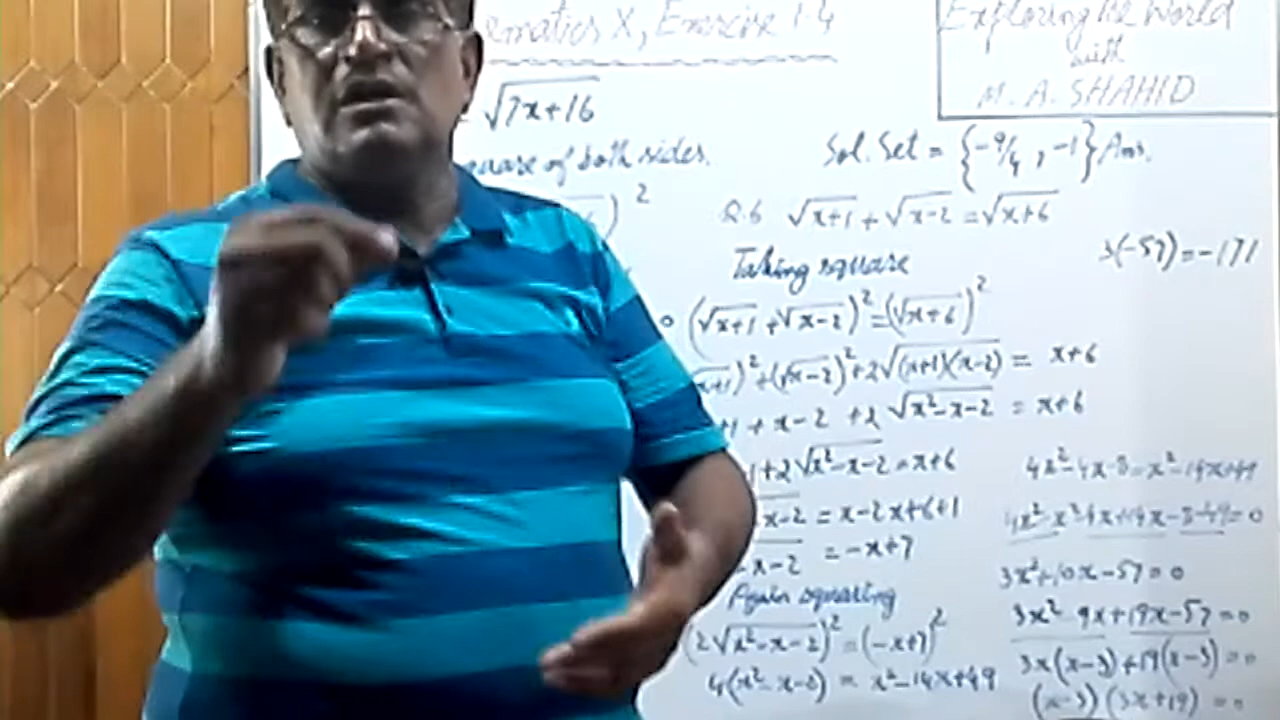 ematics X, Exercise 1.4
√(7x+16)
quare of both sides.
)²
Exploring the World
with
M. A. SHAHID
Sol. Set = {-9/4, -1} Ans.
Q.6 √(x+1) + √(x-2) = √(x+6)
3(-57) = -171
Taking square
(√(x+1) + √(x-2))² = (√(x+6))²
x+1)² + (√(x-2))² + 2√((x+1)(x-2)) = x+6
+1 + x-2 + 2√(x²-x-2) = x+6
1 + 2√(x²-x-2) = x+6
x-2 = x-2x+6+1
-x-2 = -x+7
Again squaring
(2√(x²-x-2))² = (-x+7)²
4(x²-x-2) = x²-14x+49
4x²-4x-8 = x²-14x+49
4x²-x²-4x+14x-8-49=0
3x²+10x-57=0
3x²-9x+19x-57=0
3x(x-3)+19(x-3)=0
(x-3)(3x+19)=0